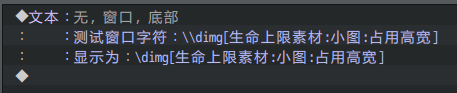 ◆文本：无, 窗口, 底部
：　　：测试窗口字符：\\dimg[生命上限素材:小图:占用高宽]
：　　：显示为：\dimg[生命上限素材:小图:占用高宽]
◆